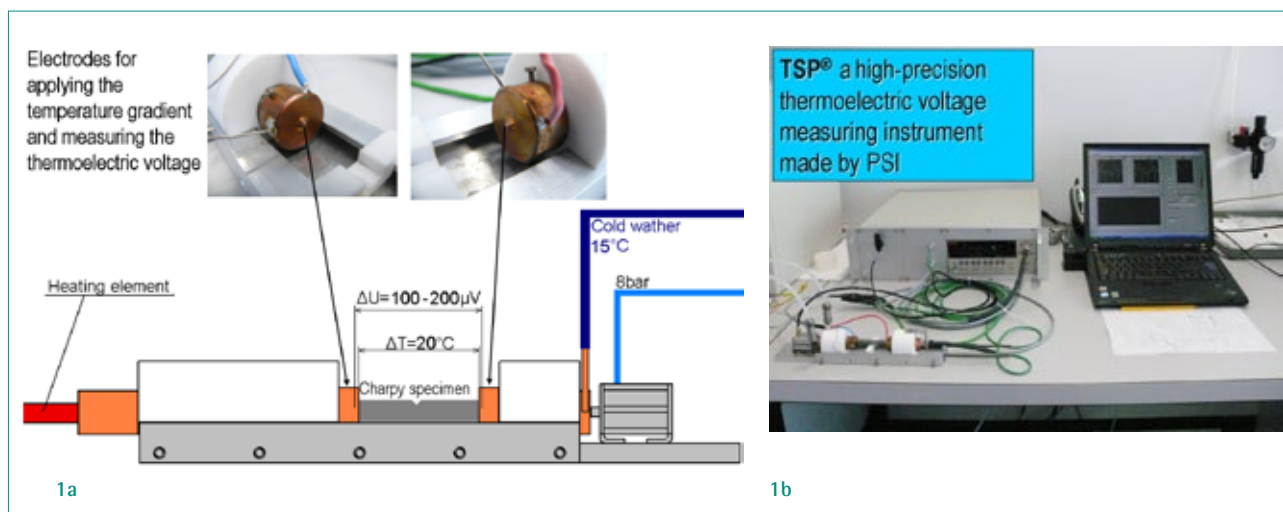 Electrodes for
applying the
temperature gradient
and measuring the
thermoelectric voltage
Cold wather
15°C
8bar
Heating element
ΔU=100-200μV
ΔT=20°C
Charpy specimen
1a
TSP® a high-precision
thermoelectric voltage
measuring instrument
made by PSI
1b